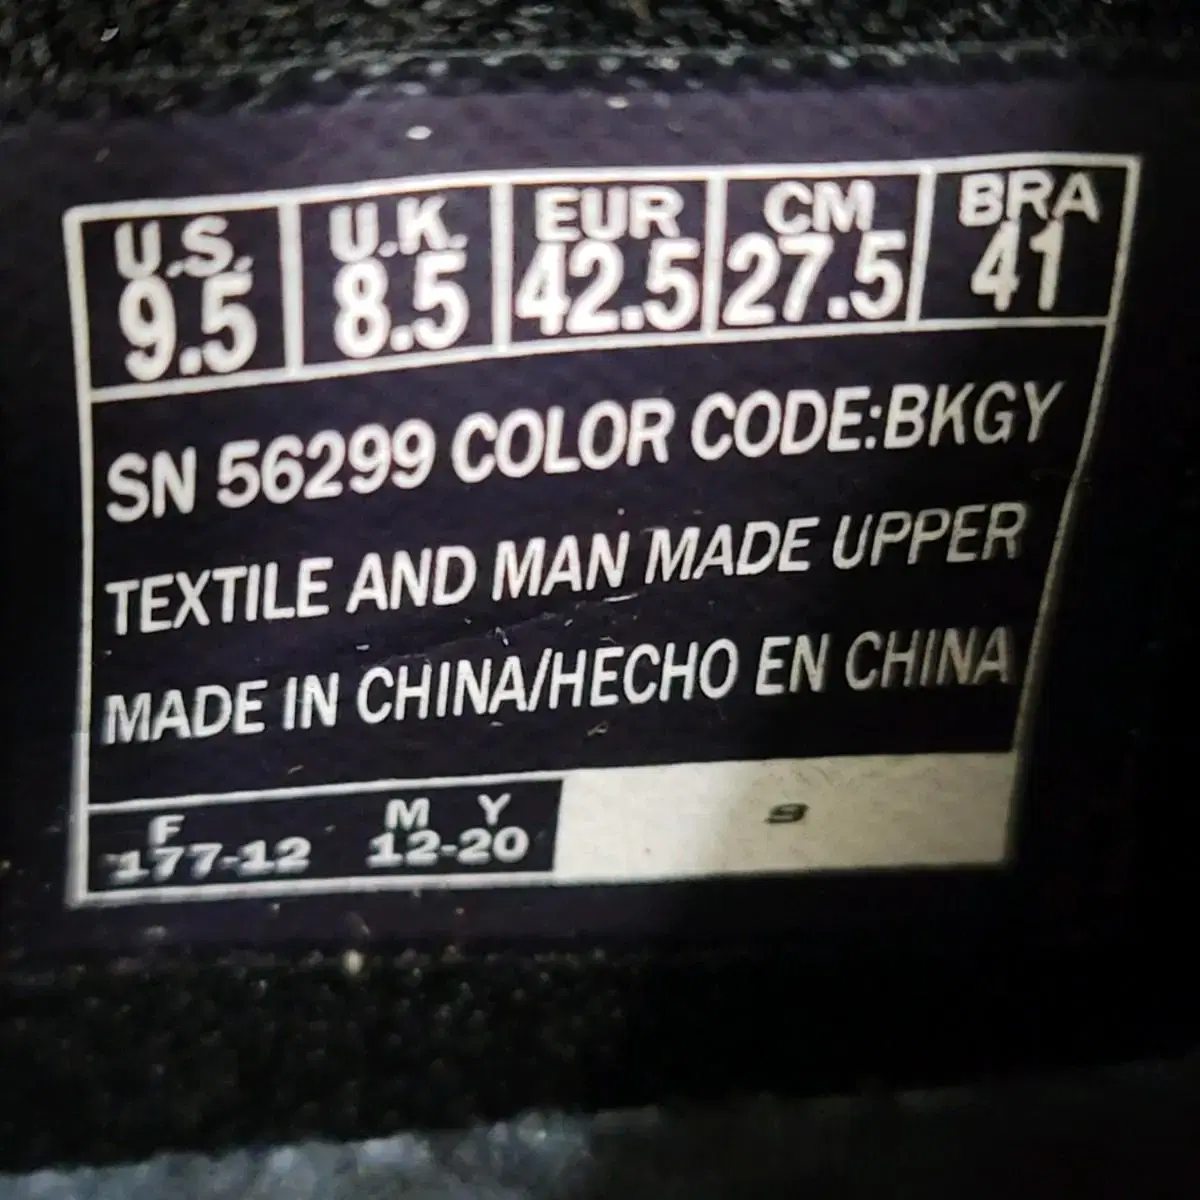 U.S. U.K. EUR CM BRA
9.5 8.5 42.5 27.5 41
SN 56299 COLOR CODE:BKGY
TEXTILE AND MAN MADE UPPER
MADE IN CHINA/HECHO EN CHINA
F M Y
177-12 12-20
9